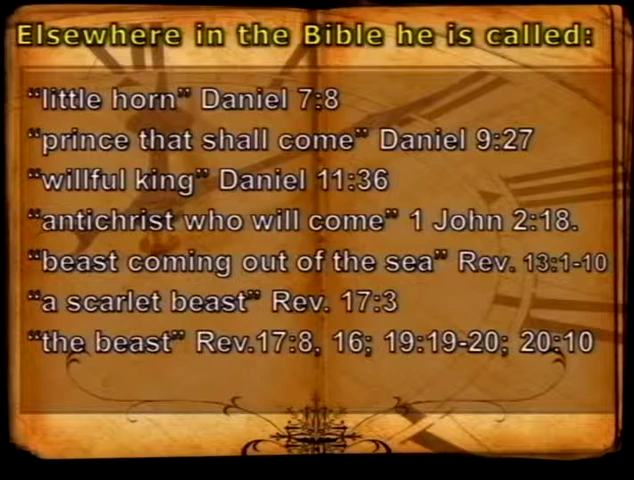 Elsewhere in the Bible he is called:
“little horn” Daniel 7:8
“prince that shall come” Daniel 9:27
“willful king” Daniel 11:36
“antichrist who will come” 1 John 2:18.
“beast coming out of the sea” Rev. 13:1-10
“a scarlet beast” Rev. 17:3
“the beast” Rev.17:8, 16; 19:19-20; 20:10